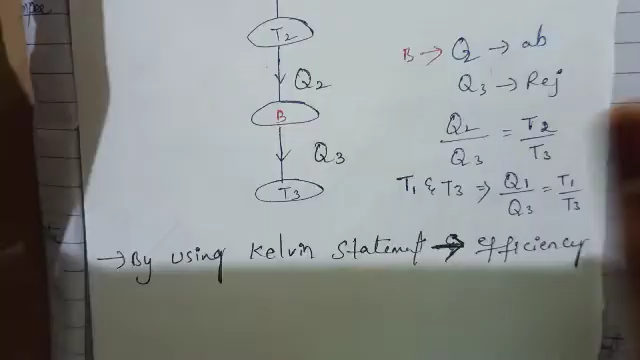 T2
Q2
B
Q3
T3
B → Q2 → ab
Q3 → Rej
Q2/Q3 = T2/T3
T1 & T3 ⇒ Q1/Q3 = T1/T3
→ By using Kelvin Statement → efficiency